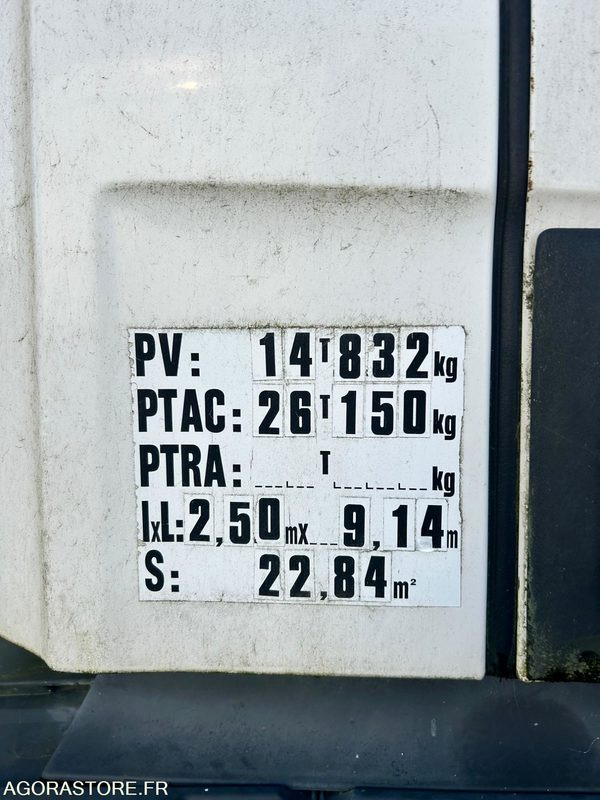 PV: 14T832kg
PTAC: 26T150kg
PTRA: T kg
lxL: 2,50mx 9,14m
S: 22,84m²
AGORASTORE.FR